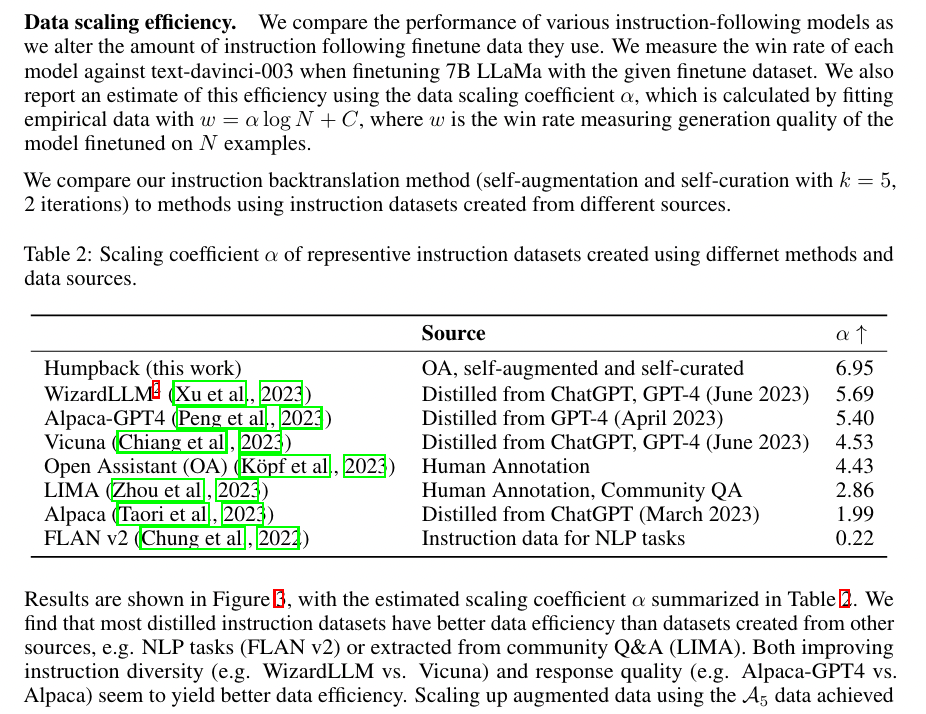 Data scaling efficiency. We compare the performance of various instruction-following models as
we alter the amount of instruction following finetune data they use. We measure the win rate of each
model against text-davinci-003 when finetuning 7B LLaMa with the given finetune dataset. We also
report an estimate of this efficiency using the data scaling coefficient α, which is calculated by fitting
empirical data with w = α log N + C, where w is the win rate measuring generation quality of the
model finetuned on N examples.
We compare our instruction backtranslation method (self-augmentation and self-curation with k = 5,
2 iterations) to methods using instruction datasets created from different sources.
Table 2: Scaling coefficient α of representive instruction datasets created using differnet methods and
data sources.
Source α ↑
Humpback (this work) OA, self-augmented and self-curated 6.95
WizardLLM (Xu et al., 2023) Distilled from ChatGPT, GPT-4 (June 2023) 5.69
Alpaca-GPT4 (Peng et al., 2023) Distilled from GPT-4 (April 2023) 5.40
Vicuna (Chiang et al., 2023) Distilled from ChatGPT, GPT-4 (June 2023) 4.53
Open Assistant (OA) (Köpf et al., 2023) Human Annotation 4.43
LIMA (Zhou et al., 2023) Human Annotation, Community QA 2.86
Alpaca (Taori et al., 2023) Distilled from ChatGPT (March 2023) 1.99
FLAN v2 (Chung et al., 2022) Instruction data for NLP tasks 0.22
Results are shown in Figure 3, with the estimated scaling coefficient α summarized in Table 2. We
find that most distilled instruction datasets have better data efficiency than datasets created from other
sources, e.g. NLP tasks (FLAN v2) or extracted from community Q&A (LIMA). Both improving
instruction diversity (e.g. WizardLLM vs. Vicuna) and response quality (e.g. Alpaca-GPT4 vs.
Alpaca) seem to yield better data efficiency. Scaling up augmented data using the A₅ data achieved